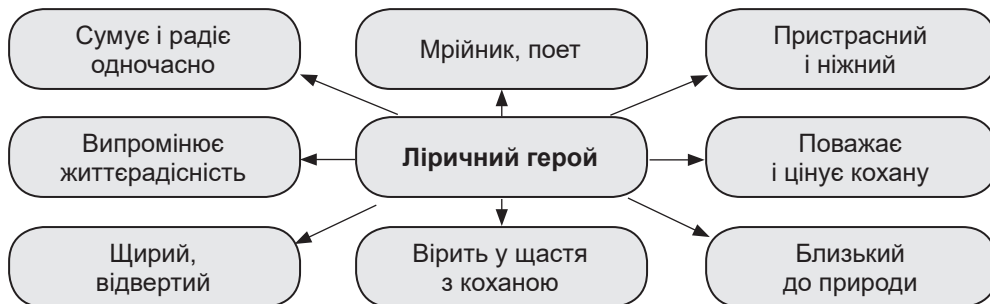 Сумує і радіє
одночасно
Мрійник, поет
Пристрасний
і ніжний
Випромінює
життєрадісність
Ліричний герой
Поважає
і цінує кохану
Щирий,
відвертий
Вірить у щастя
з коханою
Близький
до природи